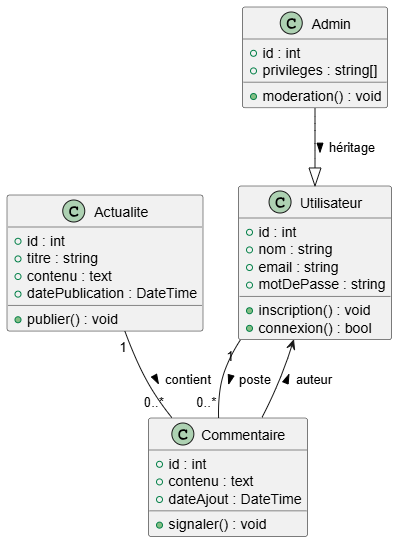 C Admin
id : int
privileges : string[]
moderation() : void
héritage
C Actualite
id : int
titre : string
contenu : text
datePublication : DateTime
publier() : void
C Utilisateur
id : int
nom : string
email : string
motDePasse : string
inscription() : void
connexion() : bool
1
contient
0..*
1
poste
0..*
auteur
C Commentaire
id : int
contenu : text
dateAjout : DateTime
signaler() : void